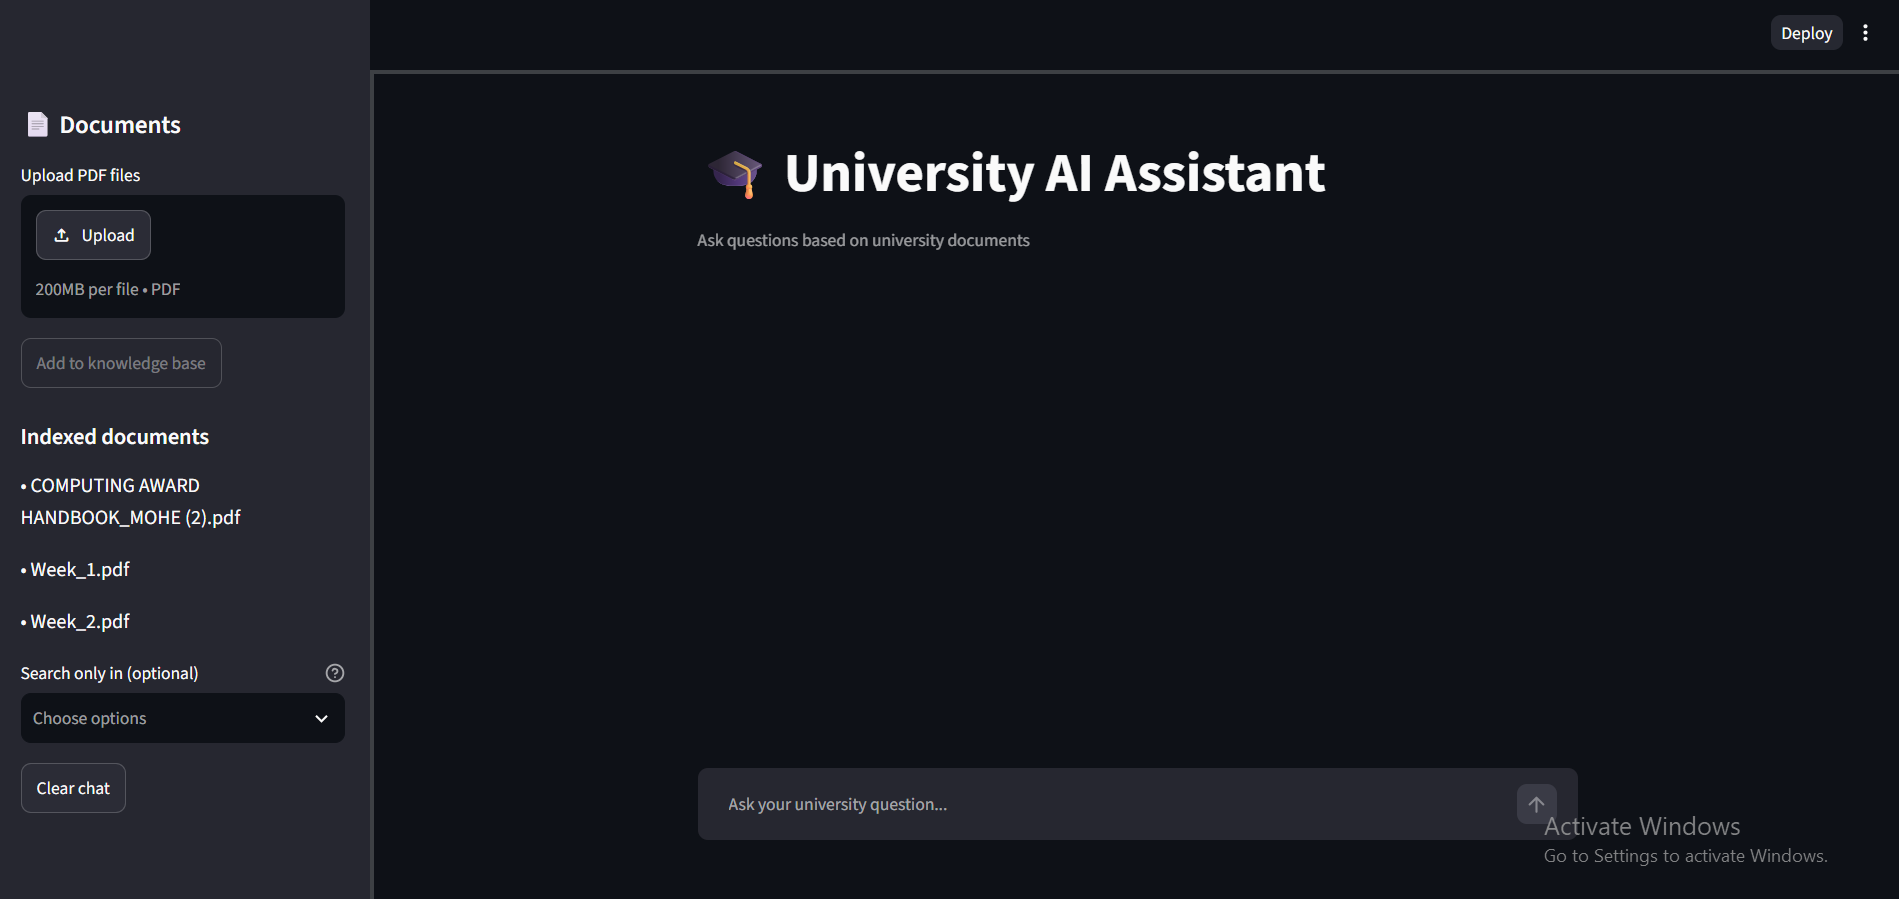 Deploy
Documents
Upload PDF files
Upload
200MB per file • PDF
Add to knowledge base
Indexed documents
• COMPUTING AWARD
HANDBOOK_MOHE (2).pdf
• Week_1.pdf
• Week_2.pdf
Search only in (optional)
Choose options
Clear chat
University AI Assistant
Ask questions based on university documents
Ask your university question...
Activate Windows
Go to Settings to activate Windows.